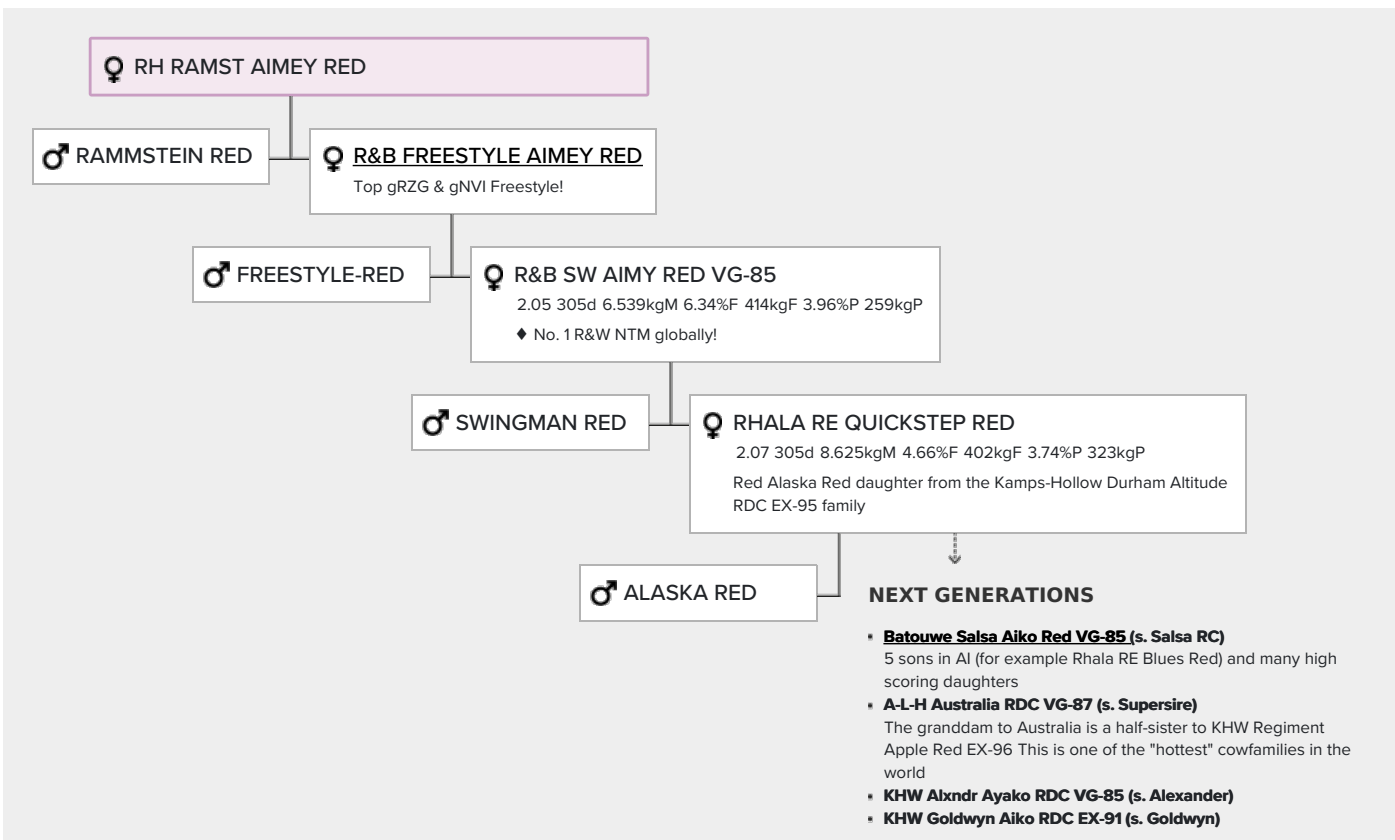 RH RAMST AIMEY RED
RAMMSTEIN RED
R&B FREESTYLE AIMEY RED
Top gRZG & gNVI Freestyle!
FREESTYLE-RED
R&B SW AIMY RED VG-85
2.05 305d 6.539kgM 6.34%F 414kgF 3.96%P 259kgP
♦ No. 1 R&W NTM globally!
SWINGMAN RED
RHALA RE QUICKSTEP RED
2.07 305d 8.625kgM 4.66%F 402kgF 3.74%P 323kgP
Red Alaska Red daughter from the Kamps-Hollow Durham Altitude
RDC EX-95 family
ALASKA RED
NEXT GENERATIONS
Batouwe Salsa Aiko Red VG-85 (s. Salsa RC)
5 sons in AI (for example Rhala RE Blues Red) and many high
scoring daughters
A-L-H Australia RDC VG-87 (s. Supersire)
The granddam to Australia is a half-sister to KHW Regiment
Apple Red EX-96 This is one of the "hottest" cowfamilies in the
world
KHW Alxndr Ayako RDC VG-85 (s. Alexander)
KHW Goldwyn Aiko RDC EX-91 (s. Goldwyn)